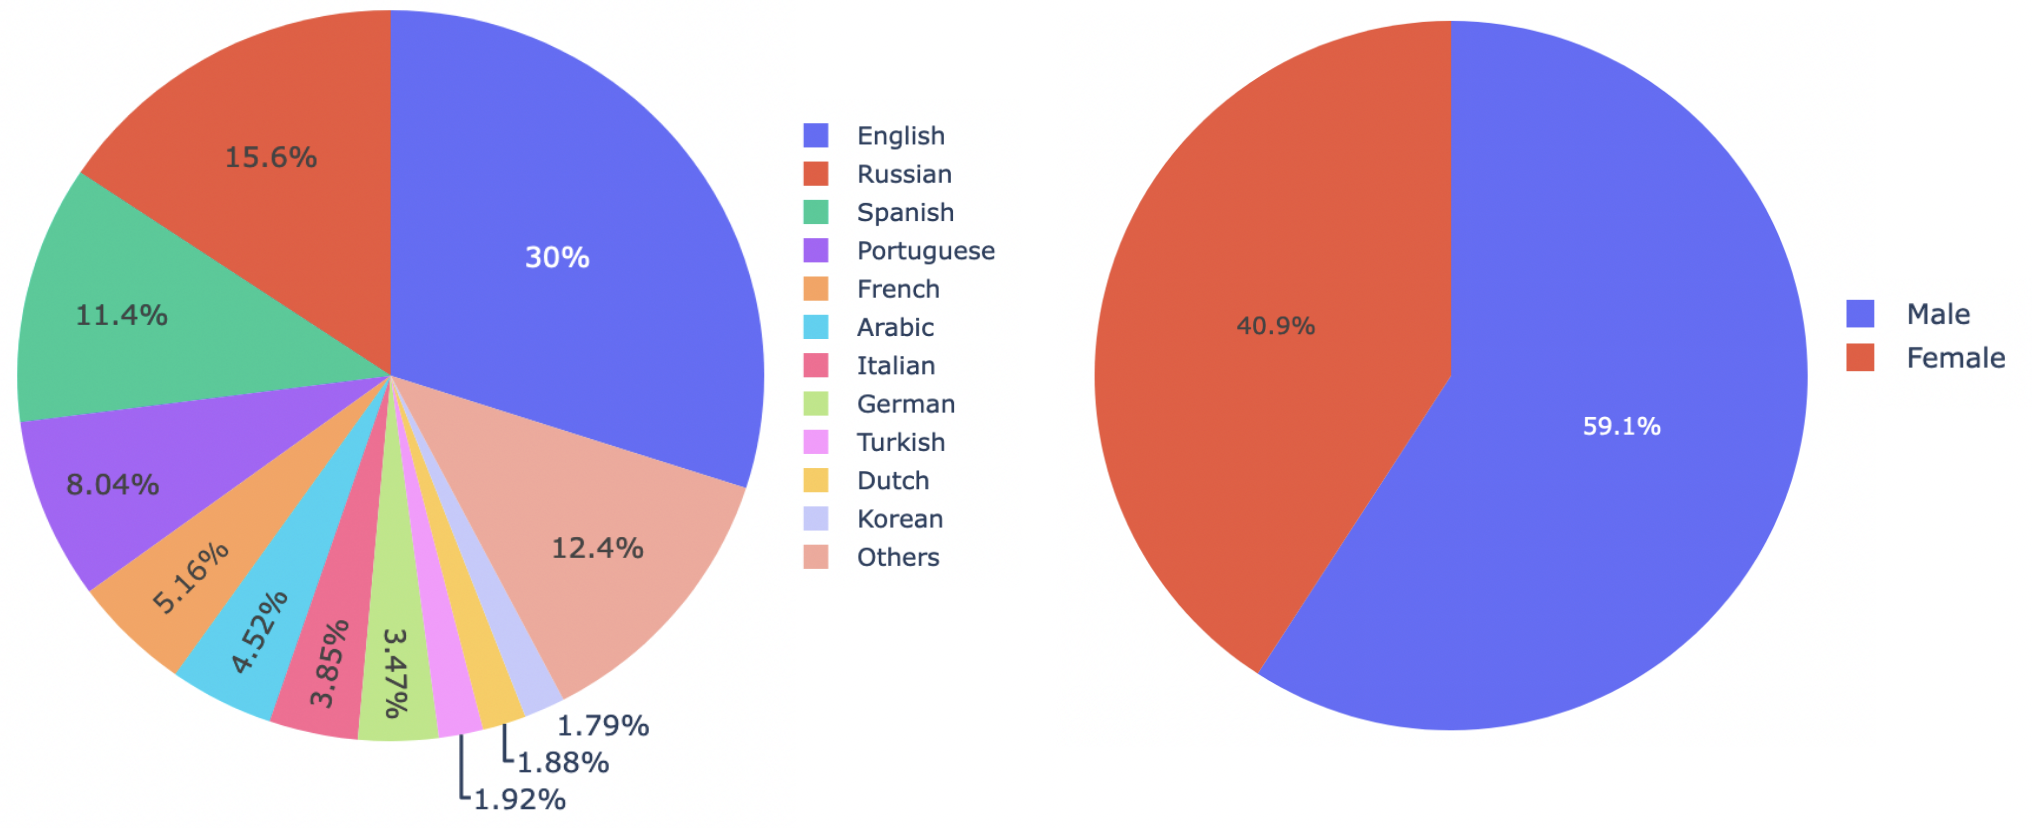 15.6%
30%
11.4%
8.04%
5.16%
4.52%
3.85%
3.47%
12.4%
1.79%
1.88%
1.92%
English
Russian
Spanish
Portuguese
French
Arabic
Italian
German
Turkish
Dutch
Korean
Others
40.9%
59.1%
Male
Female